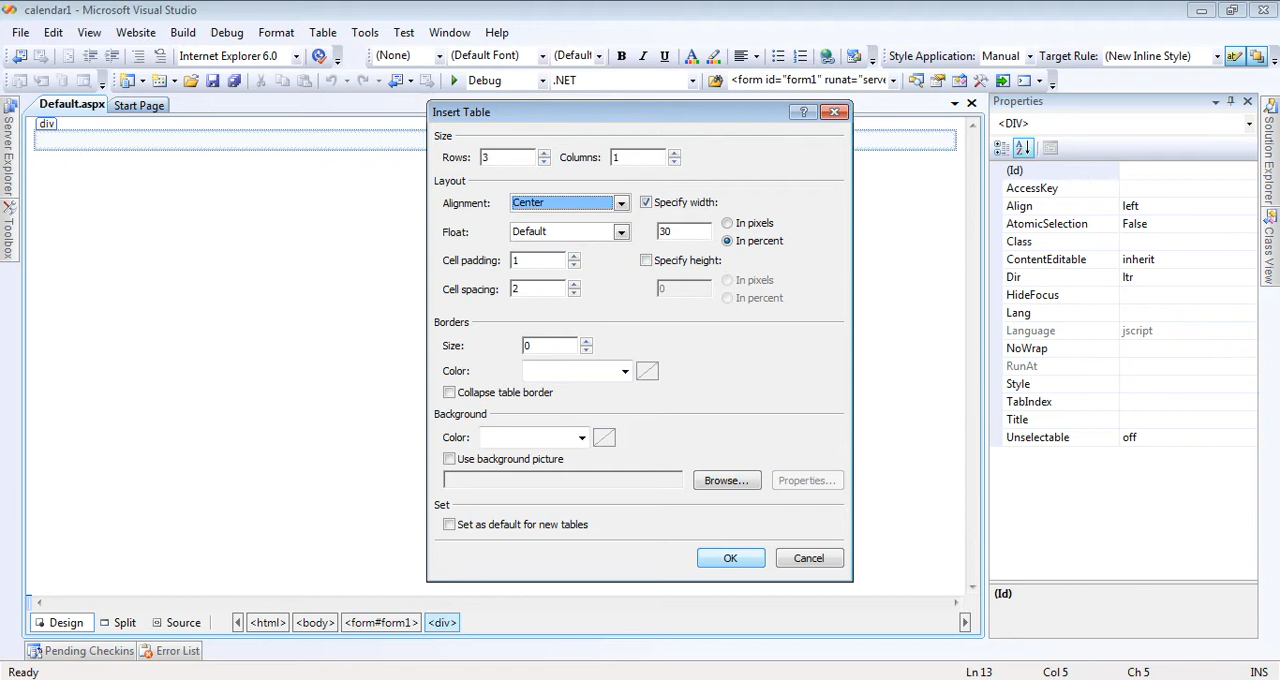 calendar1 - Microsoft Visual Studio
File Edit View Website Build Debug Format Table Tools Test Window Help
Internet Explorer 6.0 (None) (Default Font) (Default B I U A Style Application: Manual Target Rule: (New Inline Style)
Debug .NET <form id="form1" runat="serve
Default.aspx Start Page
Server Explorer
Toolbox
div
Insert Table
Size
Rows: 3 Columns: 1
Layout
Alignment: Center Specify width:
30 In pixels
Float: Default In percent
Cell padding: 1 Specify height:
Cell spacing: 2 0 In pixels
In percent
Borders
Size: 0
Color:
Collapse table border
Background
Color:
Use background picture
Browse... Properties...
Set
Set as default for new tables
OK Cancel
Properties
<DIV>
(Id)
AccessKey
Align left
AtomicSelection False
Class
ContentEditable inherit
Dir ltr
HideFocus
Lang
Language jscript
NoWrap
RunAt
Style
TabIndex
Title
Unselectable off
(Id)
Solution Explorer
Class View
Design Split Source <html> <body> <form#form1> <div>
Pending Checkins Error List
Ready Ln 13 Col 5 Ch 5 INS